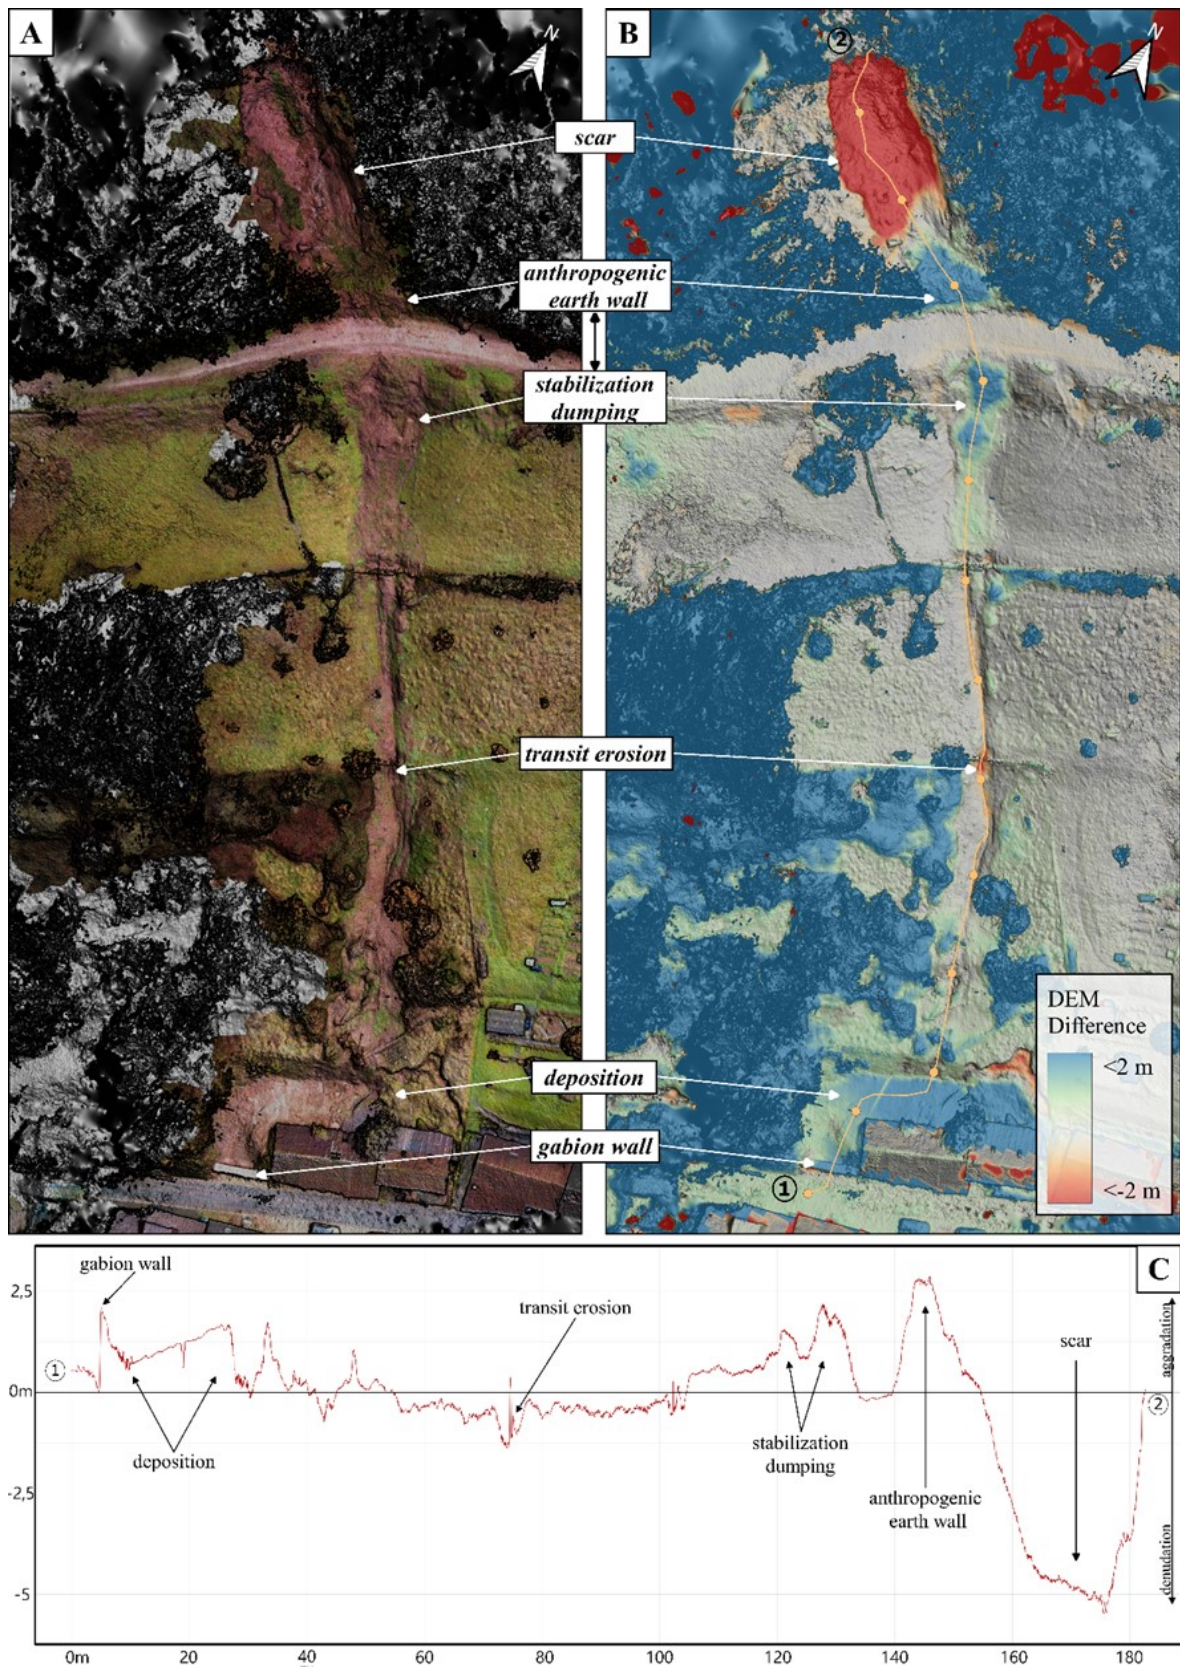 A
B
N
N
②
scar
anthropogenic
earth wall
stabilization
dumping
transit erosion
DEM
Difference
<2 m
<-2 m
deposition
gabion wall
①
C
gabion wall
2,5
transit erosion
aggradation
scar
①
0m
②
deposition
stabilization
dumping
-2,5
anthropogenic
earth wall
denudation
-5
0m 20 40 60 80 100 120 140 160 180